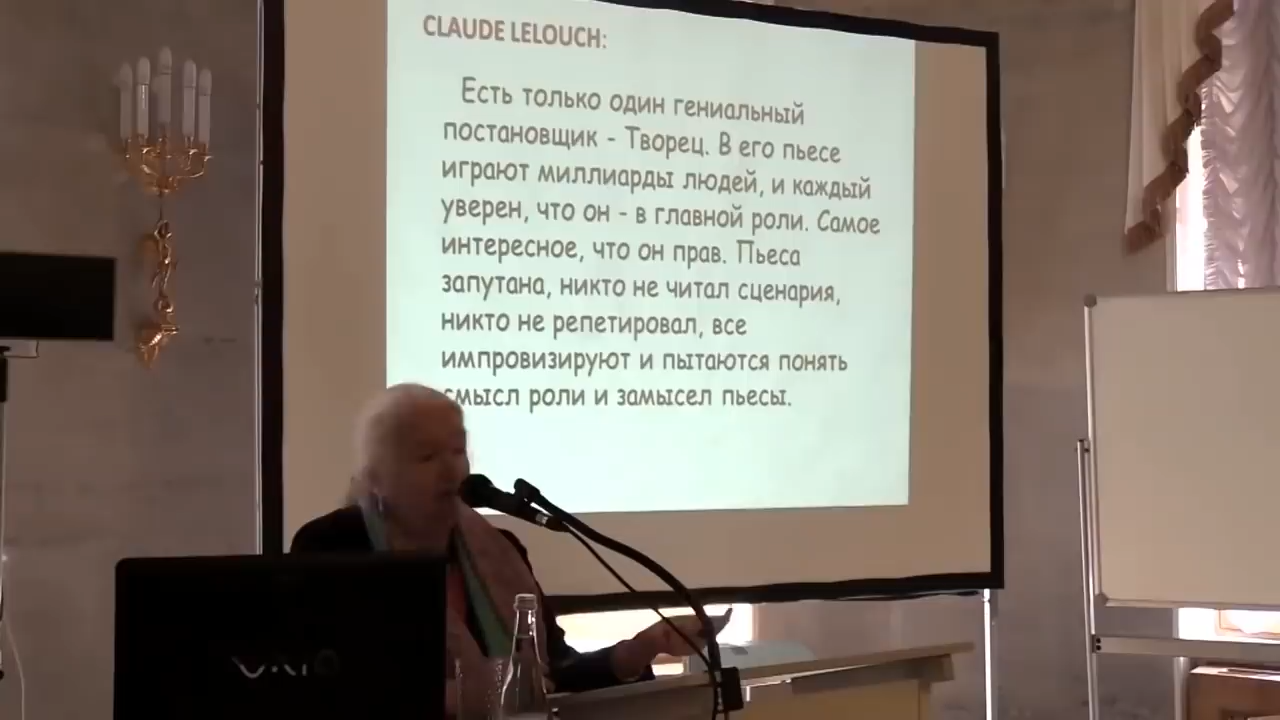 CLAUDE LELOUCH:
Есть только один гениальный
постановщик - Творец. В его пьесе
играют миллиарды людей, и каждый
уверен, что он - в главной роли. Самое
интересное, что он прав. Пьеса
запутана, никто не читал сценария,
никто не репетировал, все
импровизируют и пытаются понять
смысл роли и замысел пьесы.
VAIO